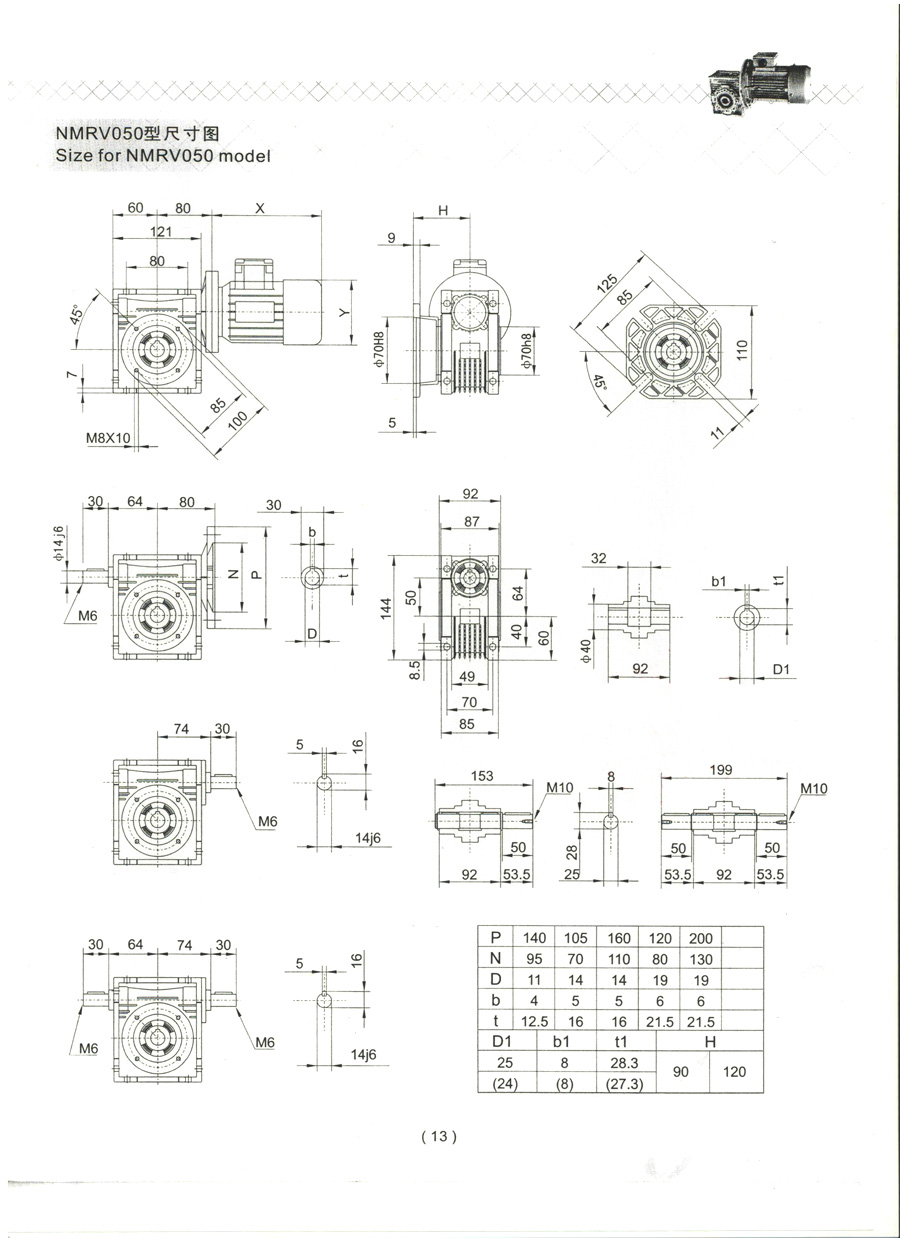 NMRV050型尺寸图
Size for NMRV050 model
60 80 X
121
80
45°
7
M8X10
85
100
Y
H
9
ф70H8
ф70h8
5
125
85
45°
110
11
30 64 80
ф14j6
M6
N P
30
b
t
D
92
87
144
50
64
40
60
8.5
49
70
85
32
ф40
92
b1
t1
D1
74 30
M6
5
16
14j6
153
M10
50
92 53.5
8
28
25
199
M10
50 50
53.5 92 53.5
30 64 74 30
M6 M6
5
16
14j6
P 140 105 160 120 200
N 95 70 110 80 130
D 11 14 14 19 19
b 4 5 5 6 6
t 12.5 16 16 21.5 21.5
D1 b1 t1 H
25 8 28.3 90 120
(24) (8) (27.3)
( 13 )